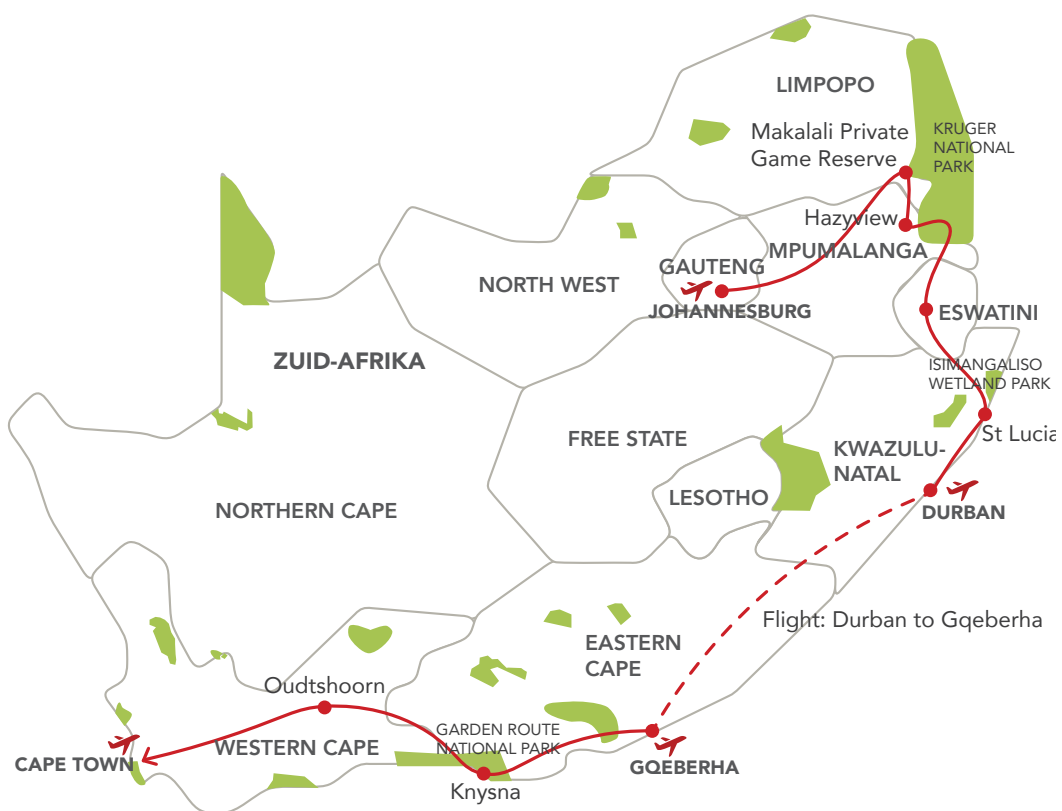 LIMPOPO
Makalali Private
Game Reserve
KRUGER
NATIONAL
PARK
Hazyview
MPUMALANGA
GAUTENG
NORTH WEST
JOHANNESBURG
ESWATINI
ZUID-AFRIKA
ISIMANGALISO
WETLAND PARK
St Lucia
FREE STATE
KWAZULU-
NATAL
LESOTHO
NORTHERN CAPE
DURBAN
Flight: Durban to Gqeberha
EASTERN
CAPE
Oudtshoorn
GARDEN ROUTE
NATIONAL PARK
WESTERN CAPE
CAPE TOWN
GQEBERHA
Knysna